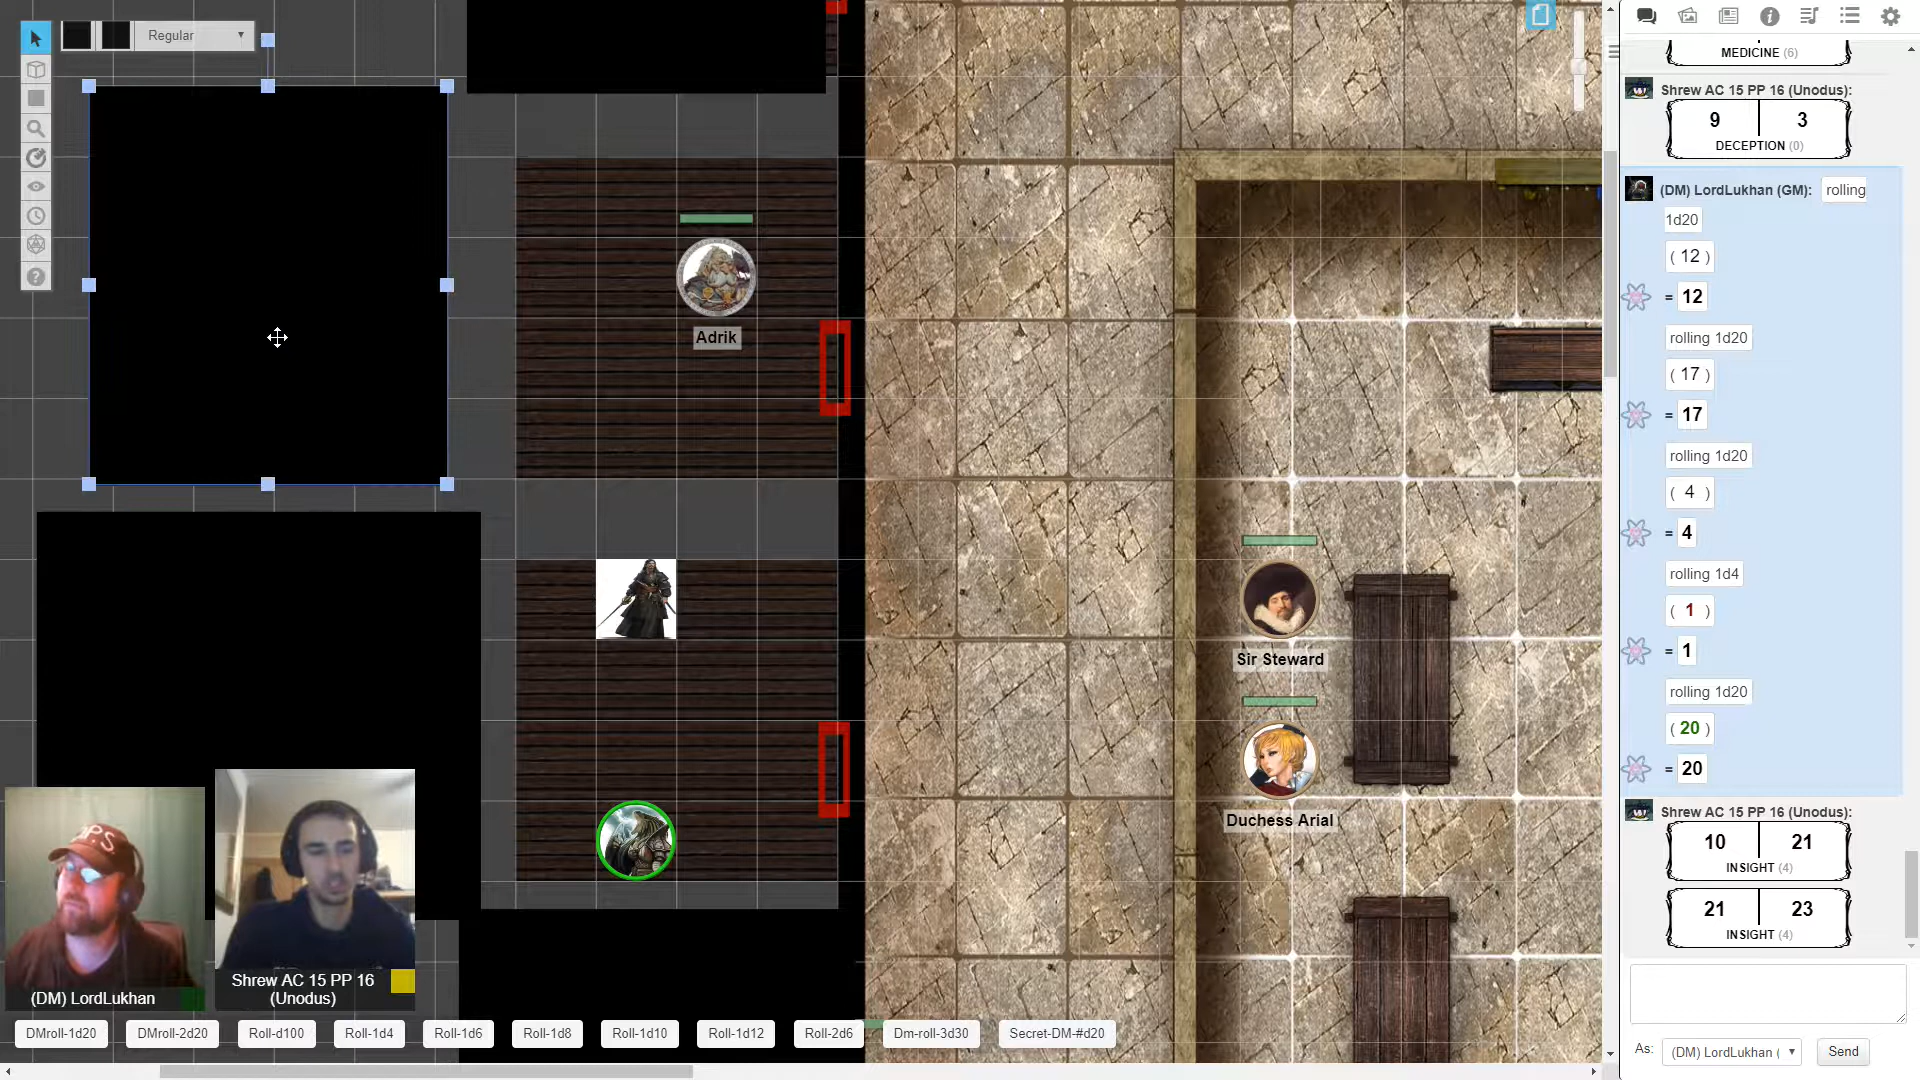 Regular
MEDICINE (6)
Shrew AC 15 PP 16 (Unodus):
9 3
DECEPTION (0)
(DM) LordLukhan (GM): rolling
1d20
( 12 )
= 12
rolling 1d20
( 17 )
= 17
rolling 1d20
( 4 )
= 4
rolling 1d4
( 1 )
= 1
rolling 1d20
( 20 )
= 20
Shrew AC 15 PP 16 (Unodus):
10 21
INSIGHT (4)
21 23
INSIGHT (4)
As: (DM) LordLukhan (
Send
Adrik
Sir Steward
Duchess Arial
(DM) LordLukhan
Shrew AC 15 PP 16
(Unodus)
DMroll-1d20 DMroll-2d20 Roll-d100 Roll-1d4 Roll-1d6 Roll-1d8 Roll-1d10 Roll-1d12 Roll-2d6 Dm-roll-3d30 Secret-DM-#d20